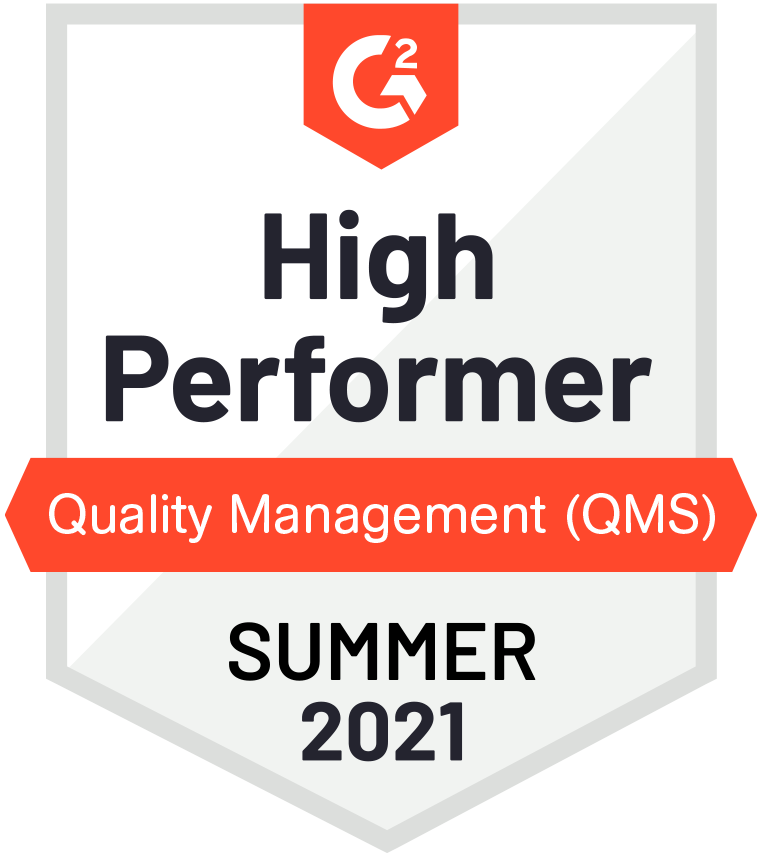 G2
High
Performer
Quality Management (QMS)
SUMMER
2021